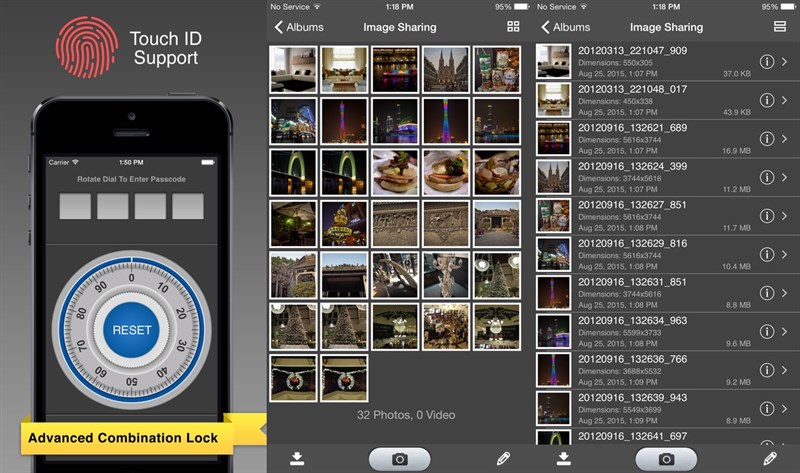 Touch ID
Support
Carrier
1:50 PM
Rotate Dial To Enter Passcode
0
10
20
30
40
50
60
70
80
90
RESET
Advanced Combination Lock
No Service
1:18 PM
95%
Albums
Image Sharing
32 Photos, 0 Video
No Service
1:18 PM
95%
Albums
Image Sharing
20120313_221047_909
Dimensions: 550x305
Aug 25, 2015, 1:07 PM
37.0 KB
20120313_221048_017
Dimensions: 450x338
Aug 25, 2015, 1:07 PM
43.9 KB
20120916_132621_689
Dimensions: 5616x3744
Aug 25, 2015, 1:07 PM
16.9 MB
20120916_132624_399
Dimensions: 3744x5616
Aug 25, 2015, 1:07 PM
11.2 MB
20120916_132627_851
Dimensions: 5616x3744
Aug 25, 2015, 1:08 PM
11.7 MB
20120916_132629_816
Dimensions: 5616x3744
Aug 25, 2015, 1:08 PM
10.4 MB
20120916_132631_851
Dimensions: 3744x5616
Aug 25, 2015, 1:08 PM
8.8 MB
20120916_132634_963
Dimensions: 5599x3733
Aug 25, 2015, 1:08 PM
9.6 MB
20120916_132636_766
Dimensions: 3688x5532
Aug 25, 2015, 1:09 PM
9.2 MB
20120916_132639_943
Dimensions: 5549x3699
Aug 25, 2015, 1:09 PM
8.9 MB
20120916_132641_697